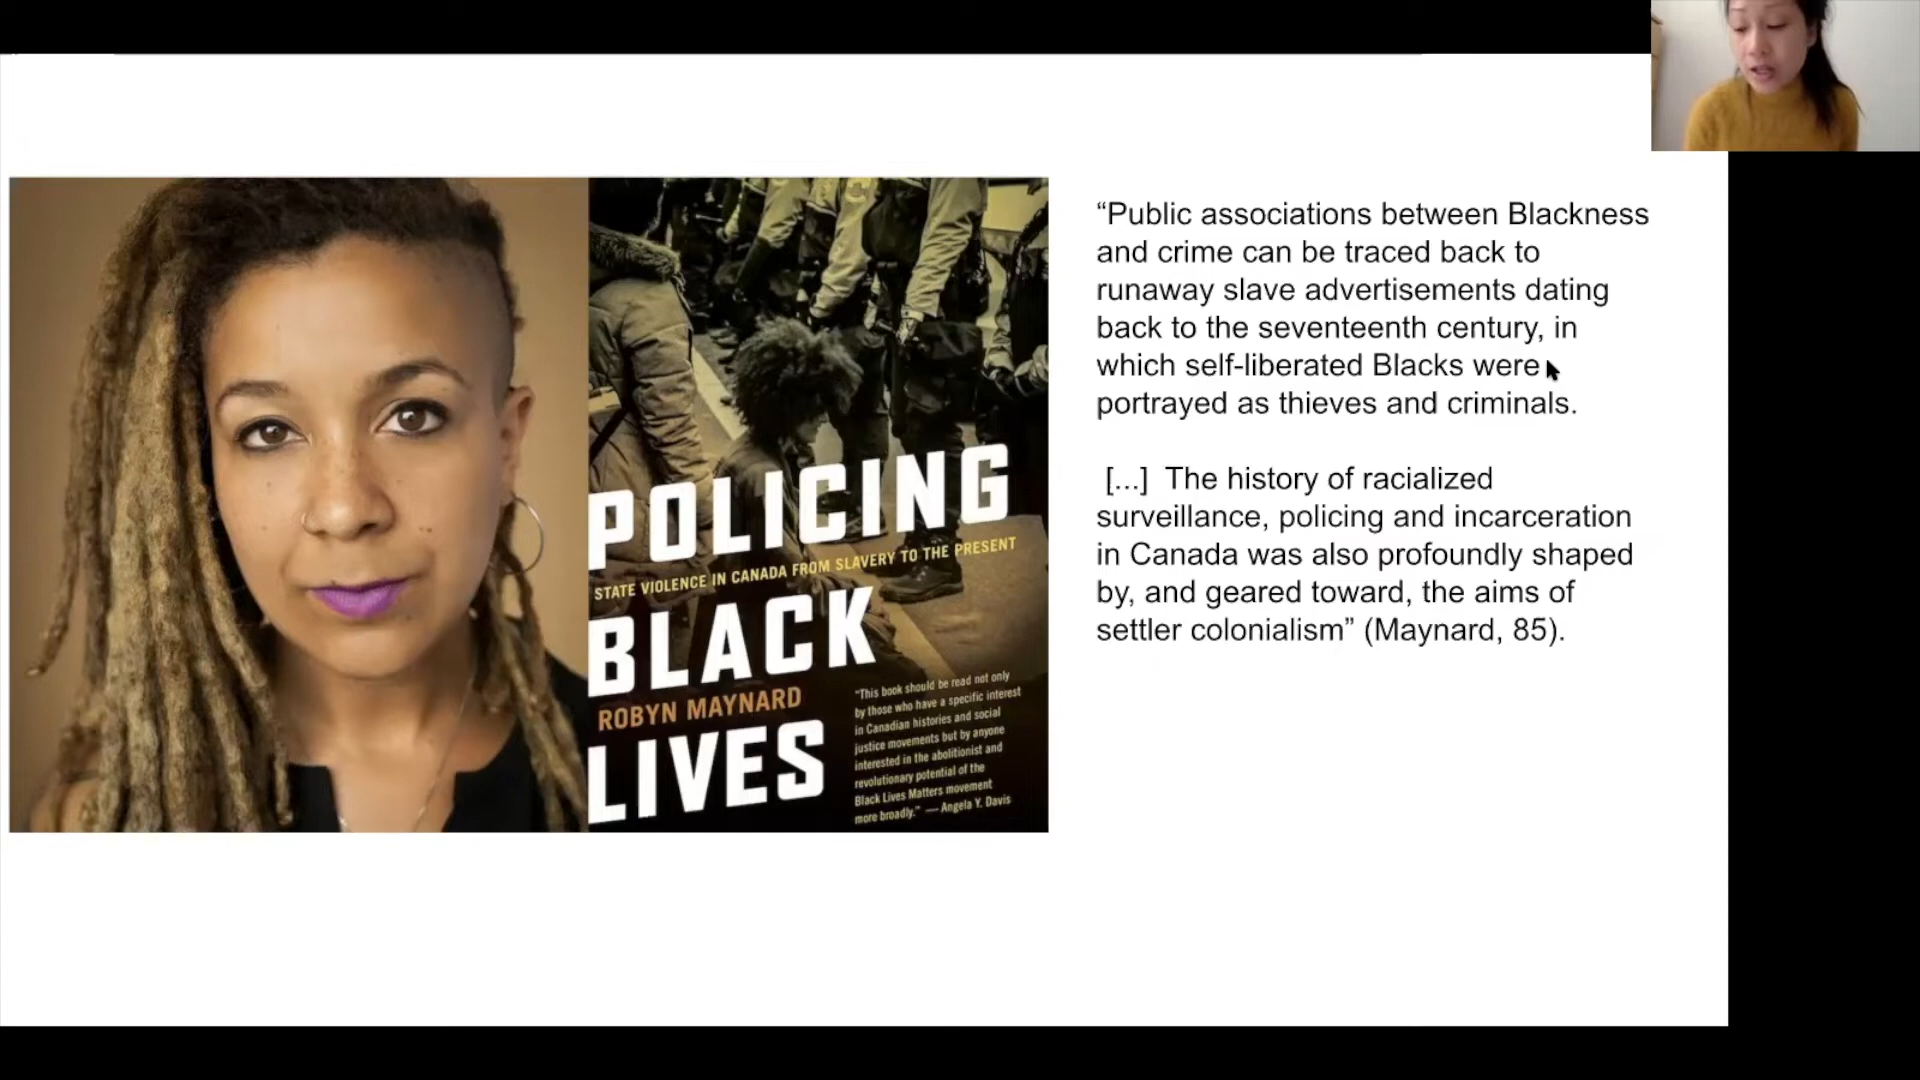 POLICING
STATE VIOLENCE IN CANADA FROM SLAVERY TO THE PRESENT
BLACK
ROBYN MAYNARD
LIVES
"This book should be read not only
by those who have a specific interest
in Canadian histories and social
justice movements but by anyone
interested in the abolitionist and
revolutionary potential of the
Black Lives Matters movement
more broadly." — Angela Y. Davis
“Public associations between Blackness
and crime can be traced back to
runaway slave advertisements dating
back to the seventeenth century, in
which self-liberated Blacks were
portrayed as thieves and criminals.
[...] The history of racialized
surveillance, policing and incarceration
in Canada was also profoundly shaped
by, and geared toward, the aims of
settler colonialism” (Maynard, 85).